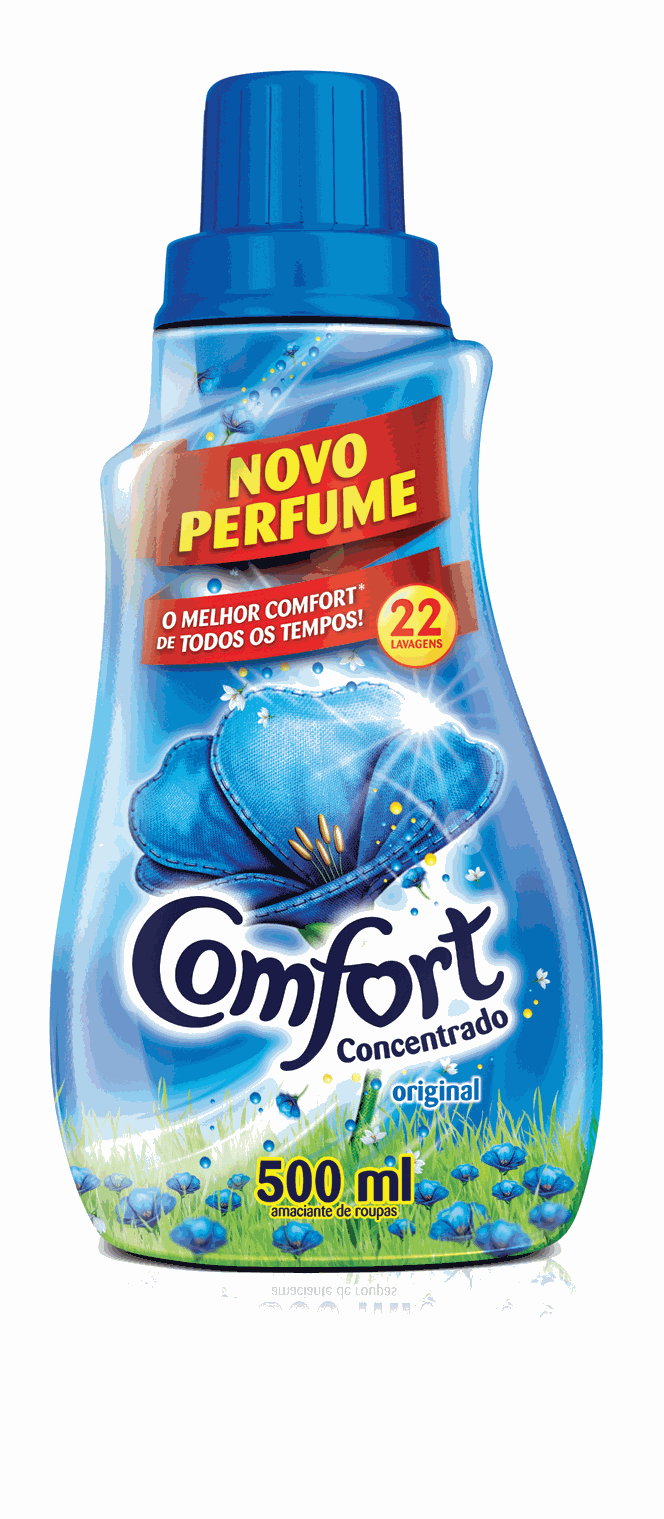 NOVO
PERFUME
O MELHOR COMFORT*
DE TODOS OS TEMPOS!
22
LAVAGENS
Comfort
Concentrado
original
500 ml
amaciante de roupas